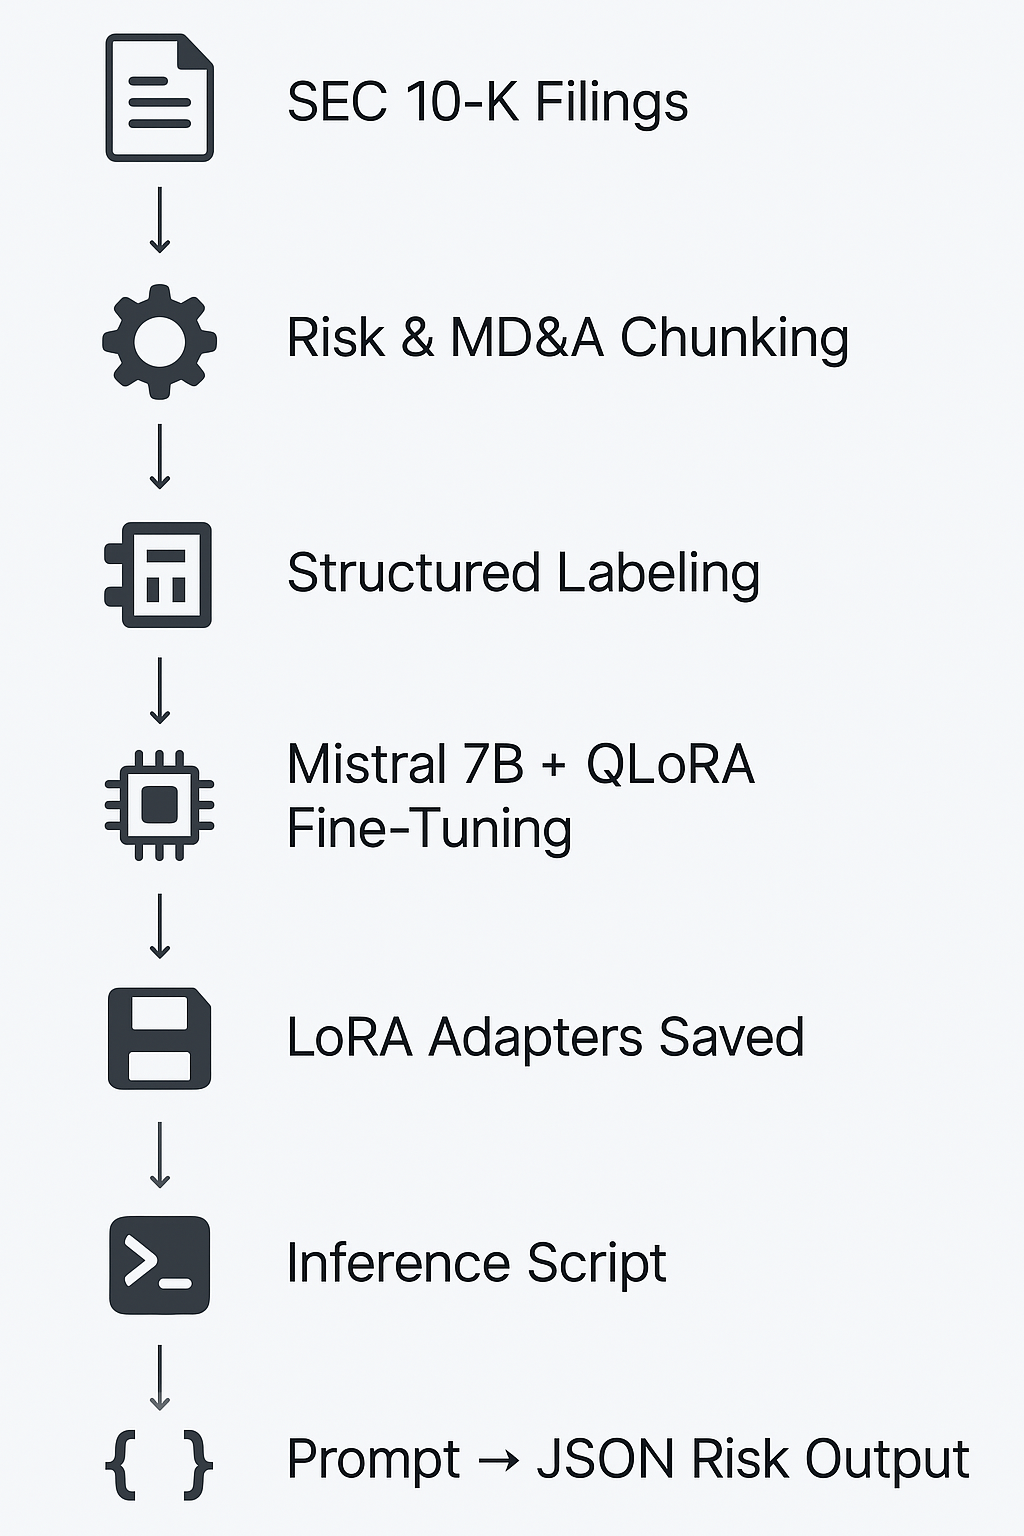 SEC 10-K Filings
Risk & MD&A Chunking
Structured Labeling
Mistral 7B + QLoRA
Fine-Tuning
LoRA Adapters Saved
Inference Script
Prompt → JSON Risk Output